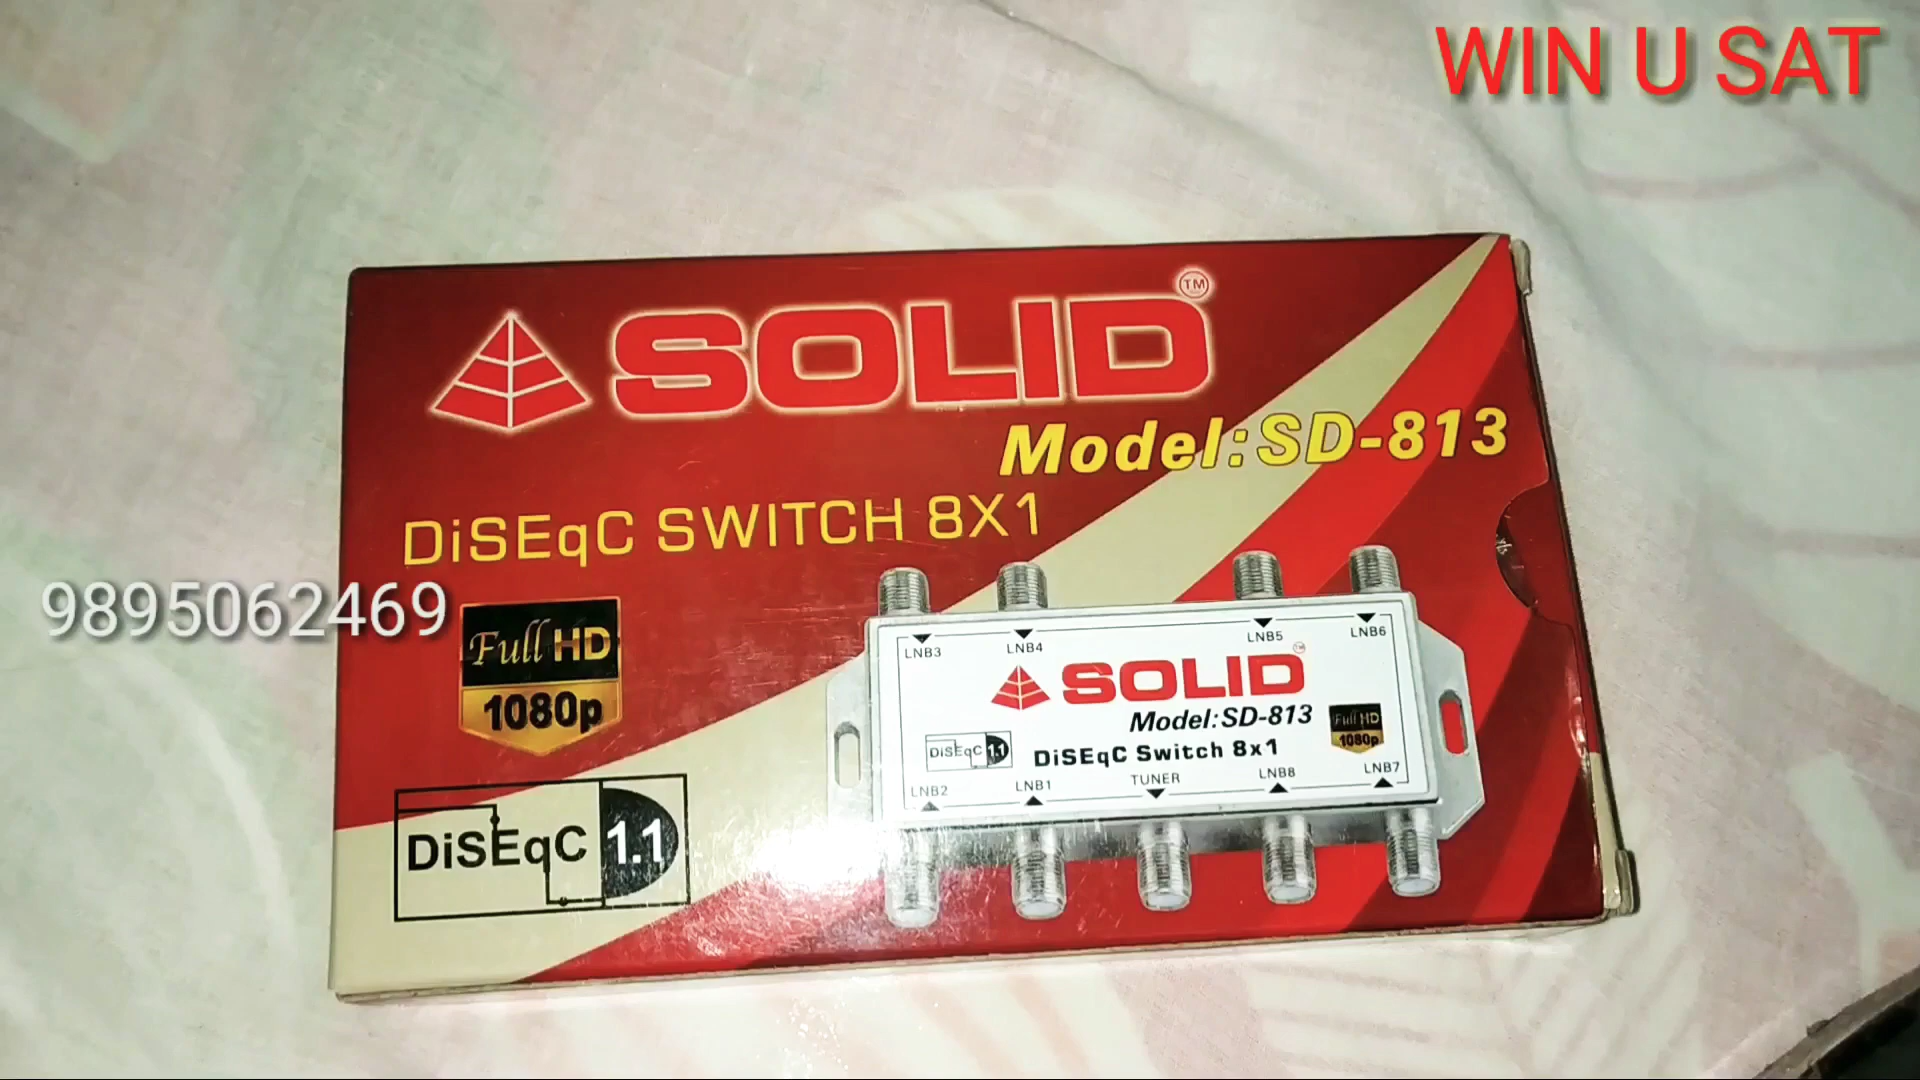 WIN U SAT
SOLID TM
Model:SD-813
DiSEqC SWITCH 8X1
9895062469
Full HD
1080p
DiSEqC 1.1
LNB3 LNB4 LNB5 LNB6
SOLID TM
Model:SD-813
Full HD
1080p
DiSEqC 1.1
DiSEqC Switch 8x1
LNB2 LNB1 TUNER LNB8 LNB7